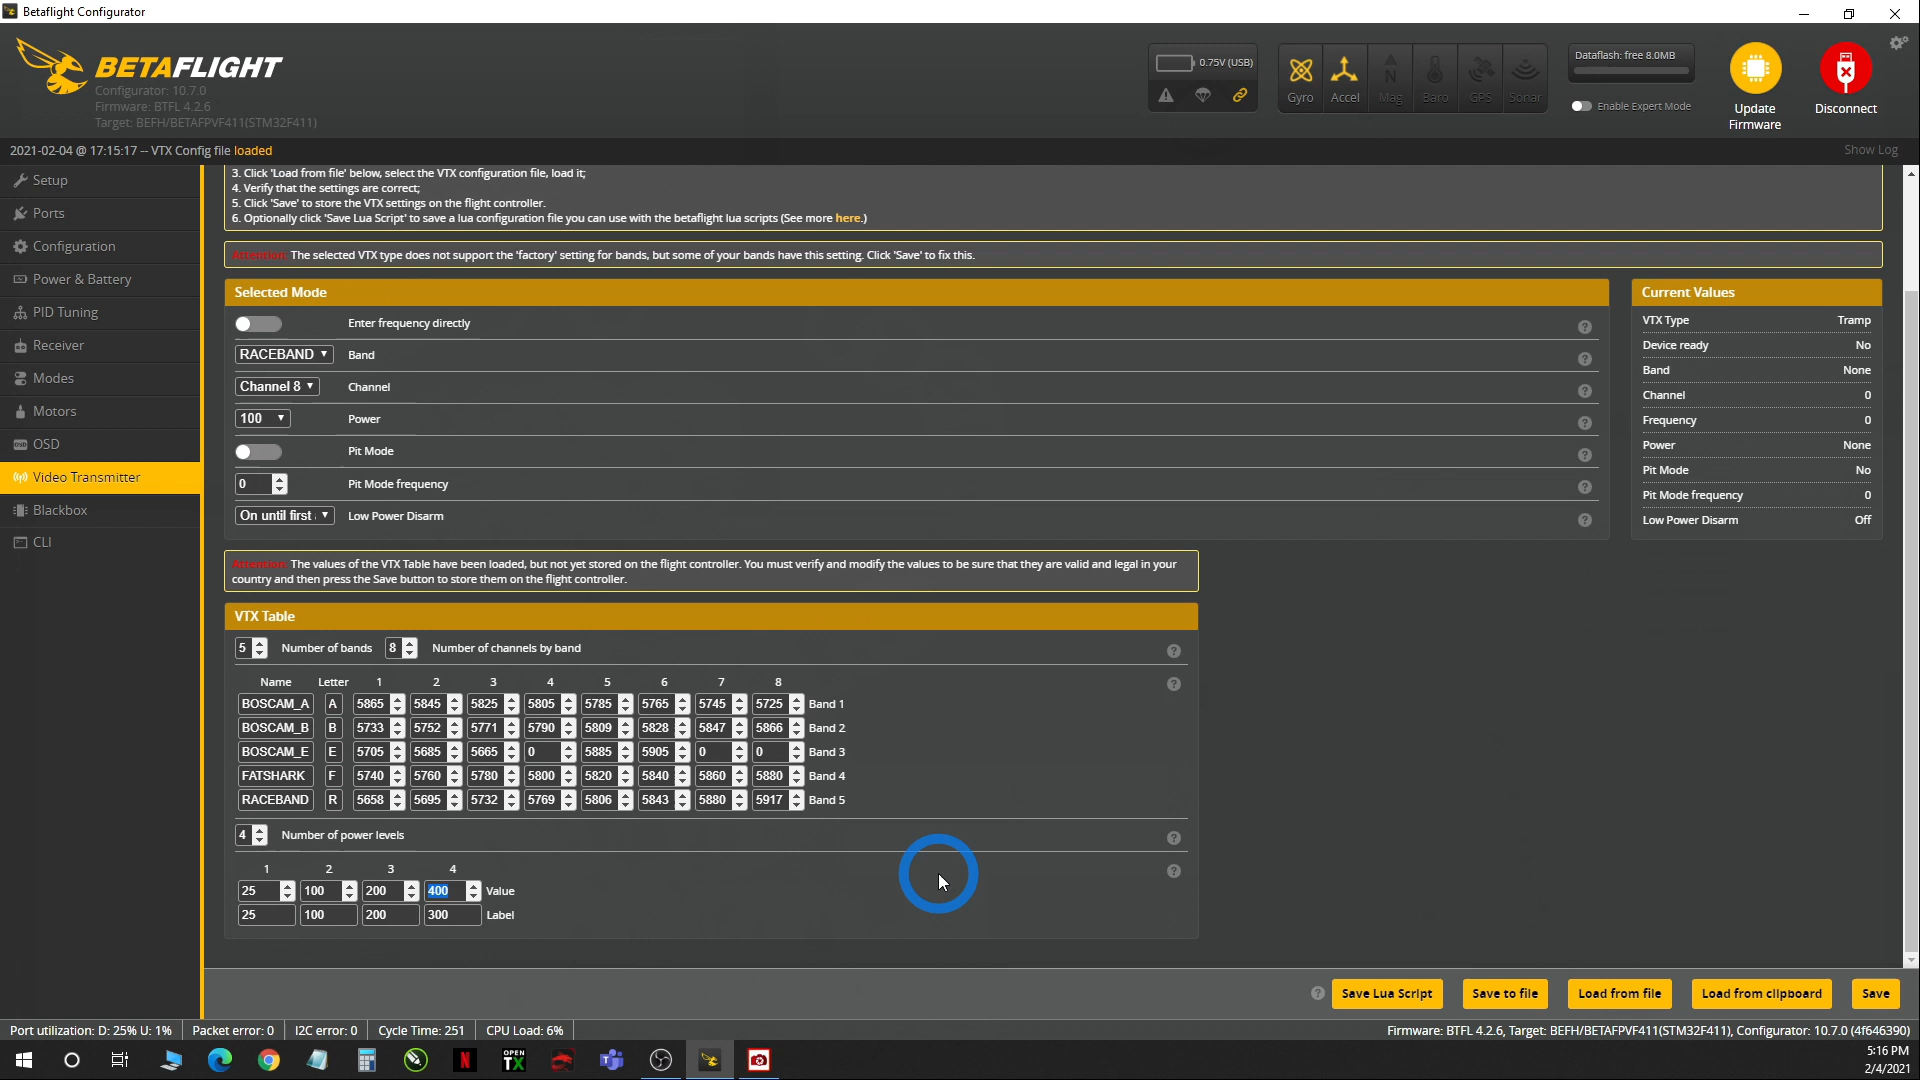 Betaflight Configurator
BETAFLIGHT
Configurator: 10.7.0
Firmware: BTFL 4.2.6
Target: BEFH/BETAFPVF411(STM32F411)
0.75V (USB)
Gyro Accel Mag Baro GPS Sonar
Dataflash: free 8.0MB
Enable Expert Mode
Update Firmware
Disconnect
2021-02-04 @ 17:15:17 -- VTX Config file loaded
Show Log
Setup
Ports
Configuration
Power & Battery
PID Tuning
Receiver
Modes
Motors
OSD
Video Transmitter
Blackbox
CLI
3. Click 'Load from file' below, select the VTX configuration file, load it;
4. Verify that the settings are correct;
5. Click 'Save' to store the VTX settings on the flight controller.
6. Optionally click 'Save Lua Script' to save a lua configuration file you can use with the betaflight lua scripts (See more here.)
Attention: The selected VTX type does not support the 'factory' setting for bands, but some of your bands have this setting. Click 'Save' to fix this.
Selected Mode
Enter frequency directly
RACEBAND Band
Channel 8 Channel
100 Power
Pit Mode
0 Pit Mode frequency
On until first Low Power Disarm
Current Values
VTX Type Tramp
Device ready No
Band None
Channel 0
Frequency 0
Power None
Pit Mode No
Pit Mode frequency 0
Low Power Disarm Off
Attention: The values of the VTX Table have been loaded, but not yet stored on the flight controller. You must verify and modify the values to be sure that they are valid and legal in your
country and then press the Save button to store them on the flight controller.
VTX Table
5 Number of bands 8 Number of channels by band
Name Letter 1 2 3 4 5 6 7 8
BOSCAM_A A 5865 5845 5825 5805 5785 5765 5745 5725 Band 1
BOSCAM_B B 5733 5752 5771 5790 5809 5828 5847 5866 Band 2
BOSCAM_E E 5705 5685 5665 0 5885 5905 0 0 Band 3
FATSHARK F 5740 5760 5780 5800 5820 5840 5860 5880 Band 4
RACEBAND R 5658 5695 5732 5769 5806 5843 5880 5917 Band 5
4 Number of power levels
1 2 3 4
25 100 200 400 Value
25 100 200 300 Label
Save Lua Script Save to file Load from file Load from clipboard Save
Port utilization: D: 25% U: 1% Packet error: 0 I2C error: 0 Cycle Time: 251 CPU Load: 6%
Firmware: BTFL 4.2.6, Target: BEFH/BETAFPVF411(STM32F411), Configurator: 10.7.0 (4f646390)
N
OPEN
TX
T
5:16 PM
2/4/2021